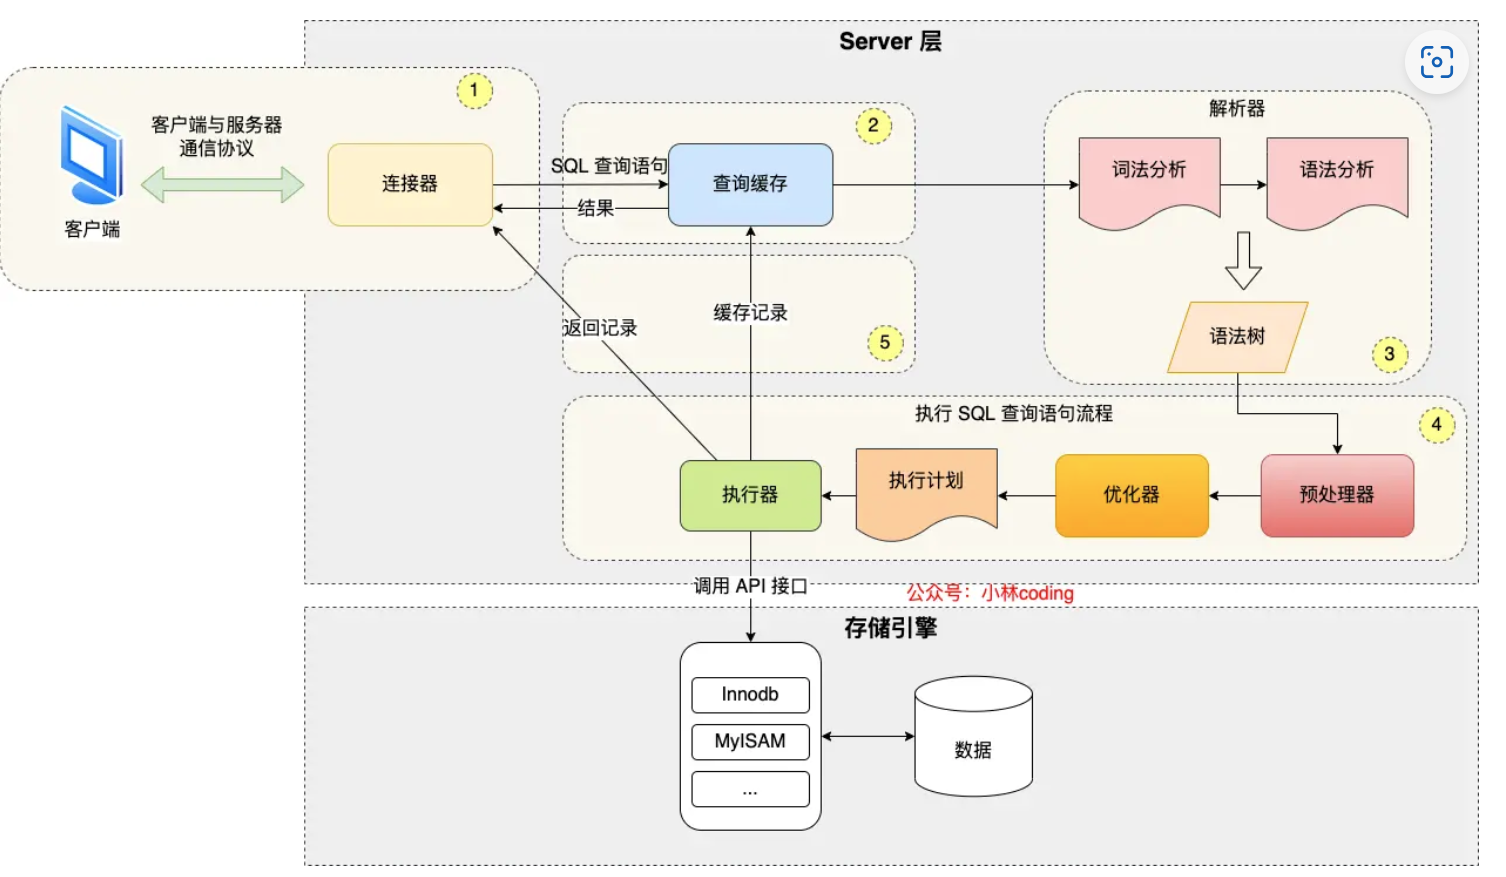 Server 层
1
客户端与服务器
通信协议
客户端
连接器
SQL 查询语句
结果
2
查询缓存
解析器
词法分析
语法分析
语法树
3
返回记录
缓存记录
5
执行 SQL 查询语句流程
4
执行器
执行计划
优化器
预处理器
调用 API 接口
公众号：小林coding
存储引擎
Innodb
MyISAM
...
数据